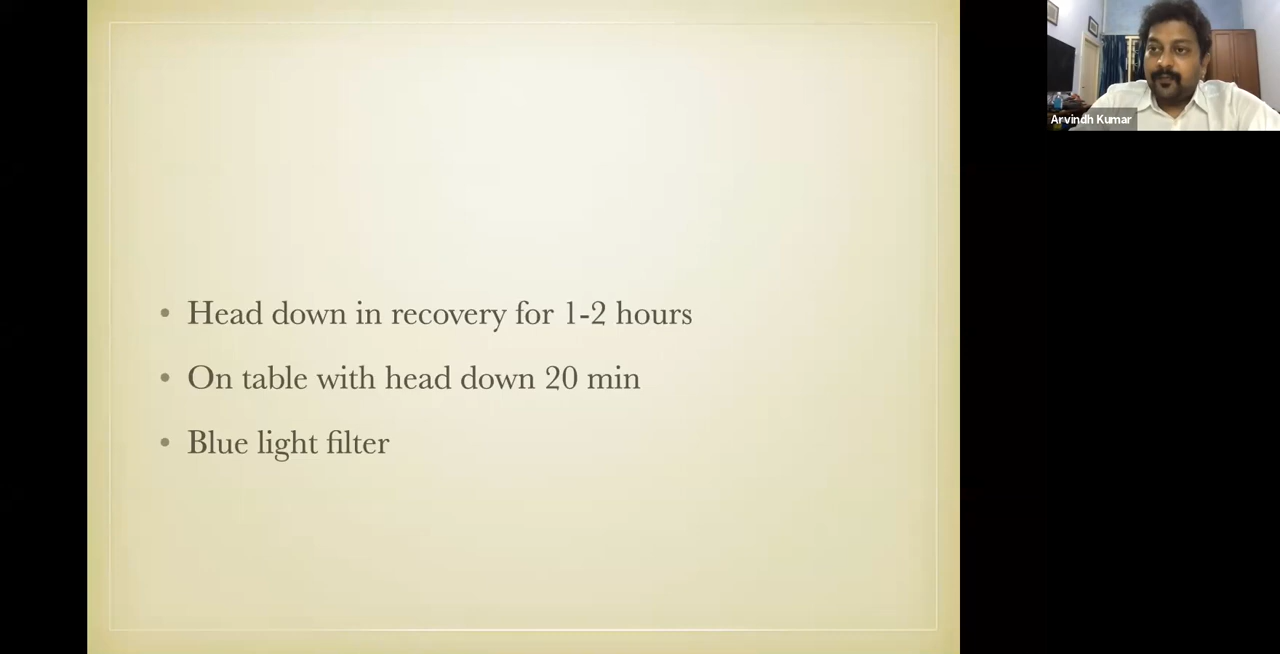 • Head down in recovery for 1-2 hours
• On table with head down 20 min
• Blue light filter
Arvindh Kumar